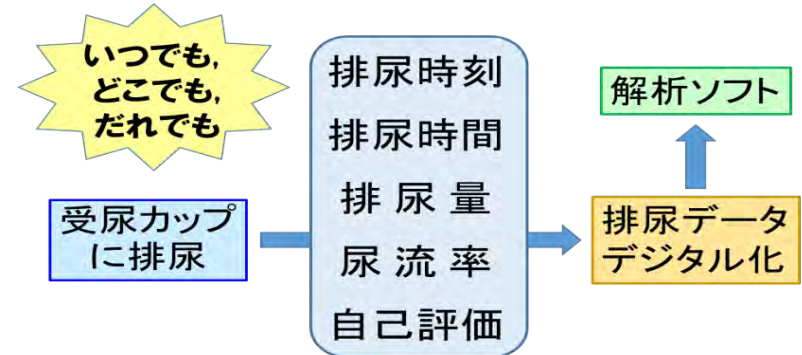 いつでも,
どこでも,
だれでも
受尿カップ
に排尿
排尿時刻
排尿時間
排尿量
尿流率
自己評価
排尿データ
デジタル化
解析ソフト